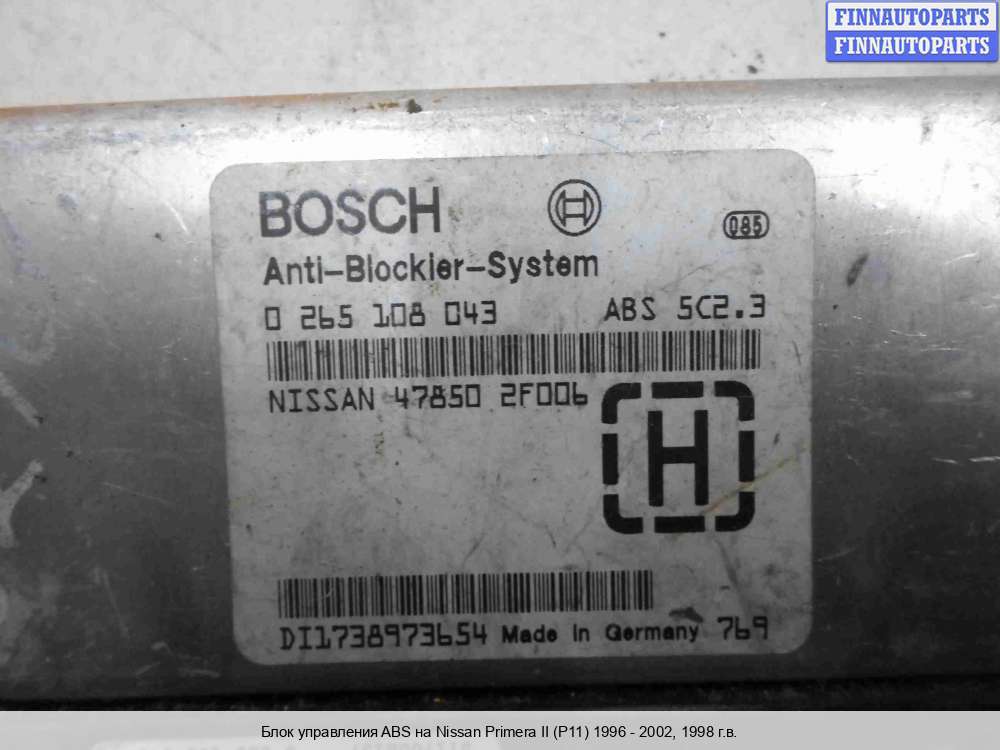 FINNAUTOPARTS
FINNAUTOPARTS
BOSCH
085
Anti-Blockier-System
0 265 108 043 ABS 5C2.3
NISSAN 47850 2F006
H
DI1738973654 Made in Germany 769
Блок управления ABS на Nissan Primera II (P11) 1996 - 2002, 1998 г.в.